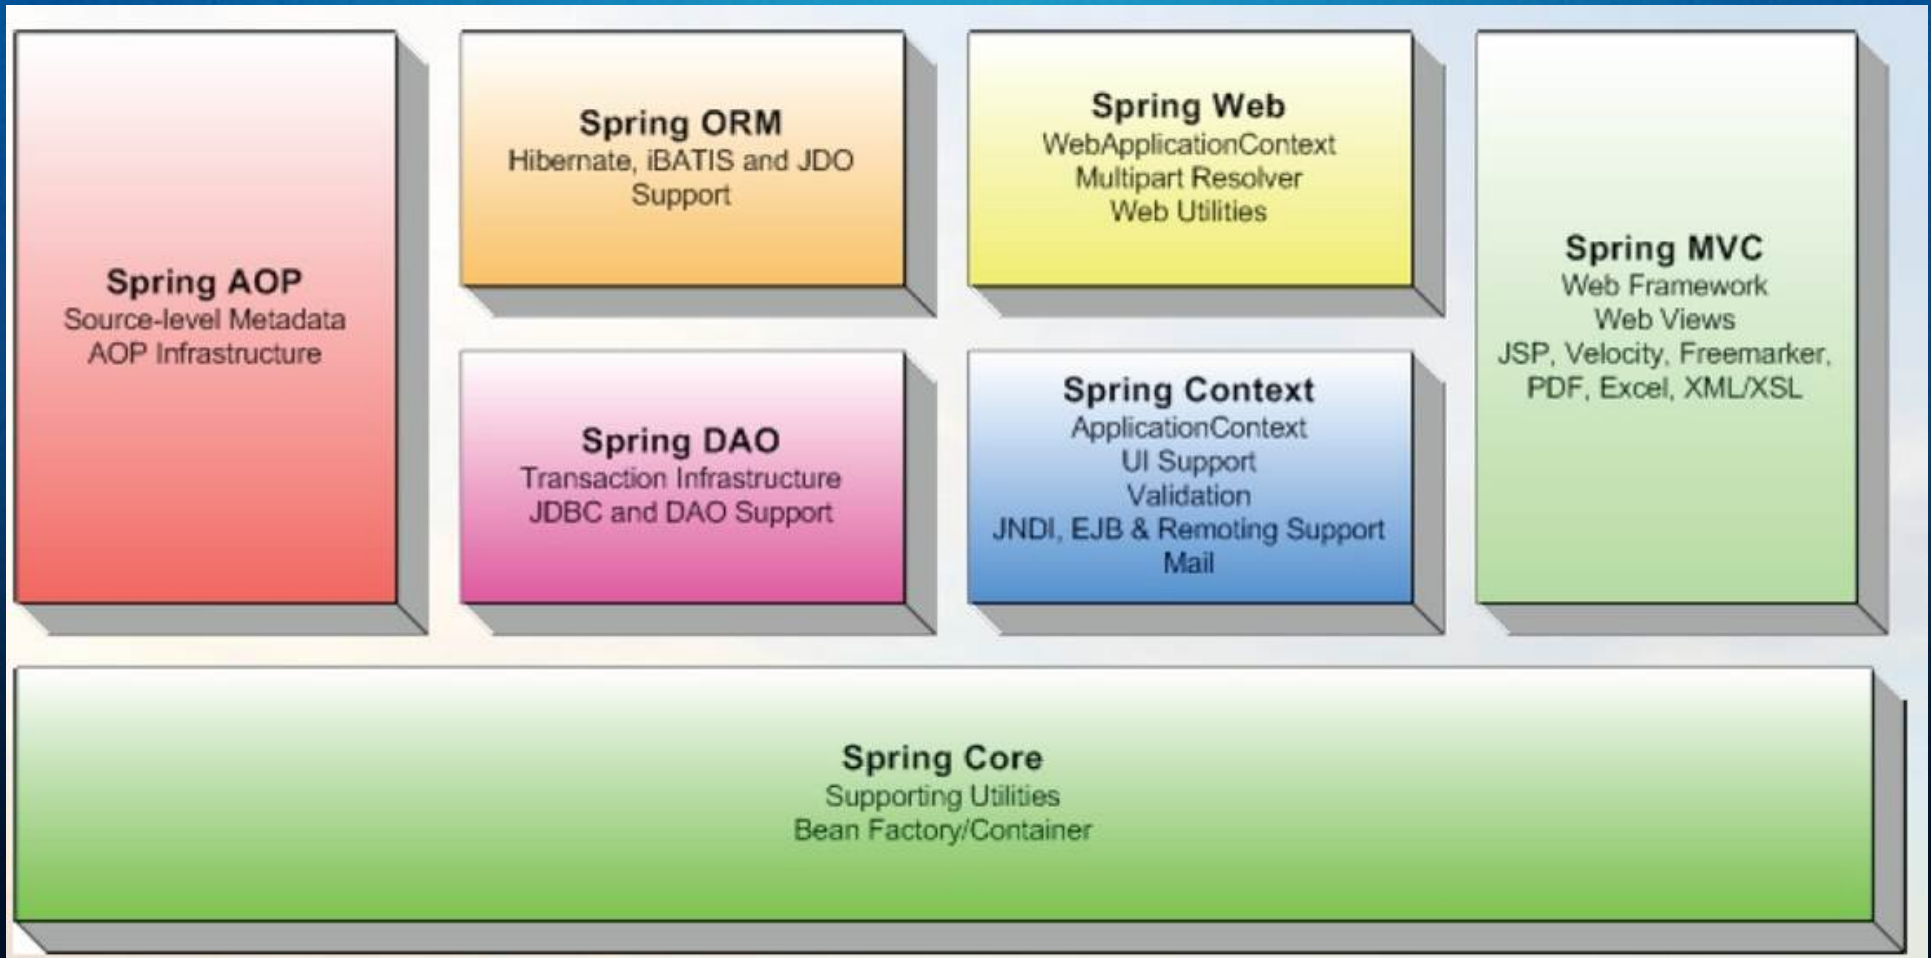 Spring AOP
Source-level Metadata
AOP Infrastructure
Spring ORM
Hibernate, iBATIS and JDO
Support
Spring DAO
Transaction Infrastructure
JDBC and DAO Support
Spring Web
WebApplicationContext
Multipart Resolver
Web Utilities
Spring Context
ApplicationContext
UI Support
Validation
JNDI, EJB & Remoting Support
Mail
Spring MVC
Web Framework
Web Views
JSP, Velocity, Freemarker,
PDF, Excel, XML/XSL
Spring Core
Supporting Utilities
Bean Factory/Container